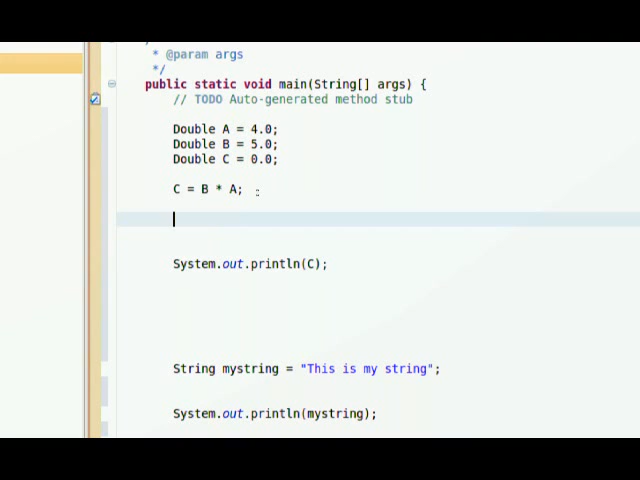 * @param args
*/
public static void main(String[] args) {
// TODO Auto-generated method stub
Double A = 4.0;
Double B = 5.0;
Double C = 0.0;
C = B * A;
System.out.println(C);
String mystring = "This is my string";
System.out.println(mystring);